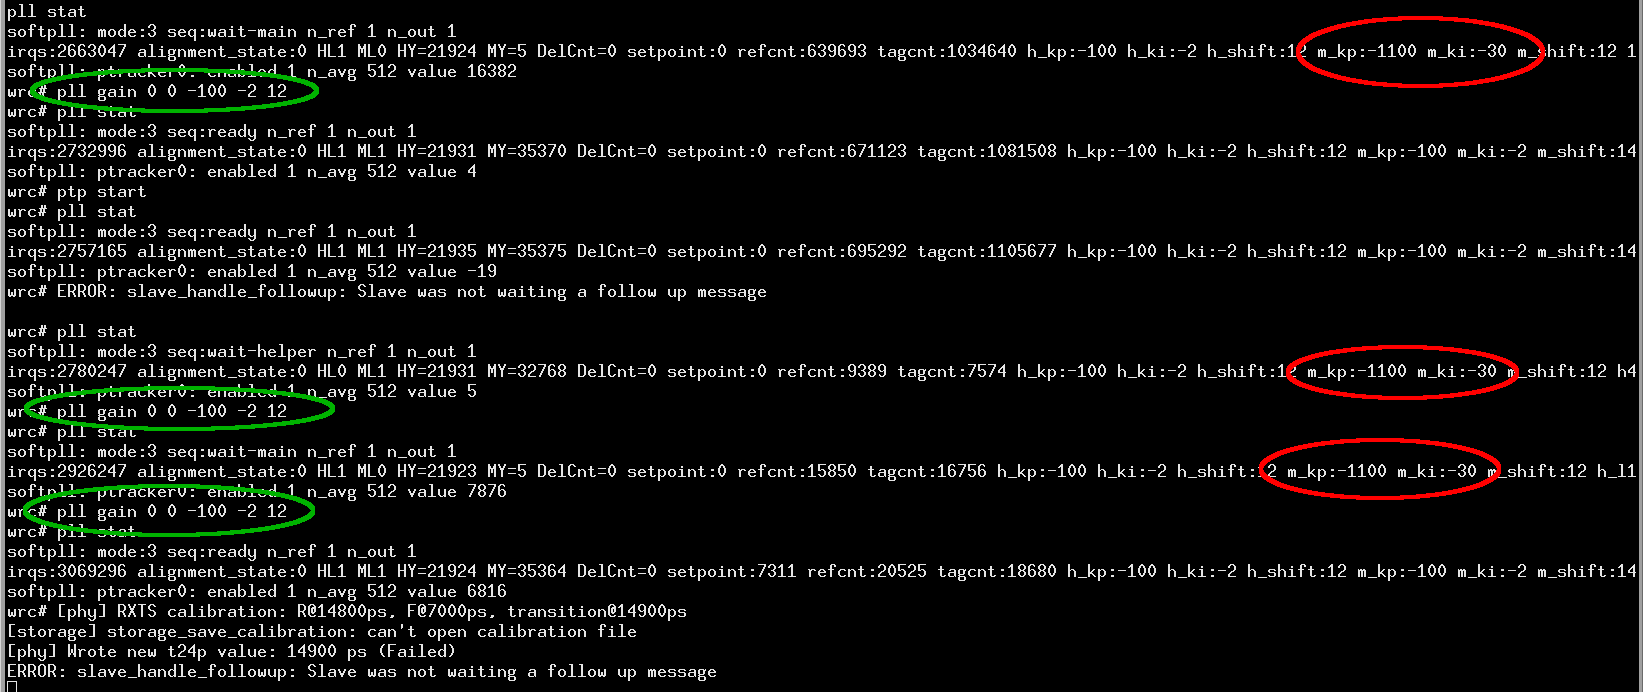 pll stat
softpll: mode:3 seq:wait-main n_ref 1 n_out 1
irqs:2663047 alignment_state:0 HL1 ML0 HY=21924 MY=5 DelCnt=0 setpoint:0 refcnt:639693 tagcnt:1034640 h_kp:-100 h_ki:-2 h_shift:12 m_kp:-1100 m_ki:-30 m_shift:12 1
softpll: ptracker0: enabled 1 n_avg 512 value 16382
wrc# pll gain 0 0 -100 -2 12
wrc# pll stat
softpll: mode:3 seq:ready n_ref 1 n_out 1
irqs:2732996 alignment_state:0 HL1 ML1 HY=21931 MY=35370 DelCnt=0 setpoint:0 refcnt:671123 tagcnt:1081508 h_kp:-100 h_ki:-2 h_shift:12 m_kp:-100 m_ki:-2 m_shift:14
softpll: ptracker0: enabled 1 n_avg 512 value 4
wrc# ptp start
wrc# pll stat
softpll: mode:3 seq:ready n_ref 1 n_out 1
irqs:2757165 alignment_state:0 HL1 ML1 HY=21935 MY=35375 DelCnt=0 setpoint:0 refcnt:695292 tagcnt:1105677 h_kp:-100 h_ki:-2 h_shift:12 m_kp:-100 m_ki:-2 m_shift:14
softpll: ptracker0: enabled 1 n_avg 512 value -19
wrc# ERROR: slave_handle_followup: Slave was not waiting a follow up message
wrc# pll stat
softpll: mode:3 seq:wait-helper n_ref 1 n_out 1
irqs:2780247 alignment_state:0 HL0 ML0 HY=21931 MY=32768 DelCnt=0 setpoint:0 refcnt:9389 tagcnt:7574 h_kp:-100 h_ki:-2 h_shift:12 m_kp:-1100 m_ki:-30 m_shift:12 h4
softpll: ptracker0: enabled 1 n_avg 512 value 5
wrc# pll gain 0 0 -100 -2 12
wrc# pll stat
softpll: mode:3 seq:wait-main n_ref 1 n_out 1
irqs:2926247 alignment_state:0 HL1 ML0 HY=21923 MY=5 DelCnt=0 setpoint:0 refcnt:15850 tagcnt:16756 h_kp:-100 h_ki:-2 h_shift:12 m_kp:-1100 m_ki:-30 m_shift:12 h_l1
softpll: ptracker0: enabled 1 n_avg 512 value 7876
wrc# pll gain 0 0 -100 -2 12
wrc# pll stat
softpll: mode:3 seq:ready n_ref 1 n_out 1
irqs:3069296 alignment_state:0 HL1 ML1 HY=21924 MY=35364 DelCnt=0 setpoint:7311 refcnt:20525 tagcnt:18680 h_kp:-100 h_ki:-2 h_shift:12 m_kp:-100 m_ki:-2 m_shift:14
softpll: ptracker0: enabled 1 n_avg 512 value 6816
wrc# [phy] RXTS calibration: R@14800ps, F@7000ps, transition@14900ps
[storage] storage_save_calibration: can't open calibration file
[phy] Wrote new t24p value: 14900 ps (Failed)
ERROR: slave_handle_followup: Slave was not waiting a follow up message